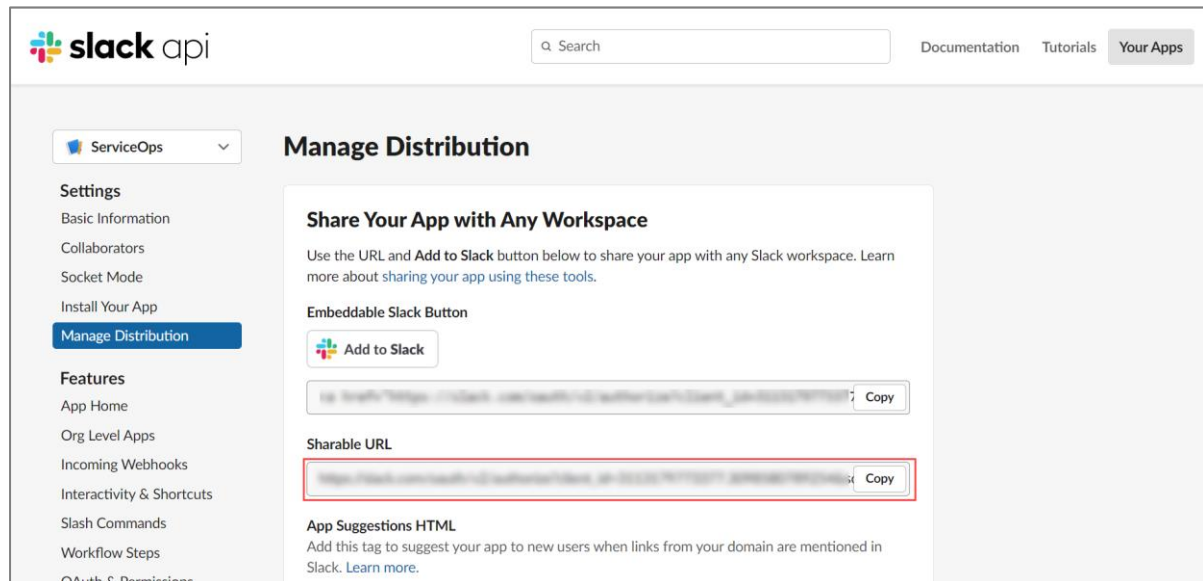 slack api
Search
Documentation
Tutorials
Your Apps
ServiceOps
Manage Distribution
Settings
Basic Information
Collaborators
Socket Mode
Install Your App
Manage Distribution
Features
App Home
Org Level Apps
Incoming Webhooks
Interactivity & Shortcuts
Slash Commands
Workflow Steps
OAuth & Permissions
Share Your App with Any Workspace
Use the URL and Add to Slack button below to share your app with any Slack workspace. Learn
more about sharing your app using these tools.
Embeddable Slack Button
Add to Slack
Copy
Sharable URL
Copy
App Suggestions HTML
Add this tag to suggest your app to new users when links from your domain are mentioned in
Slack. Learn more.